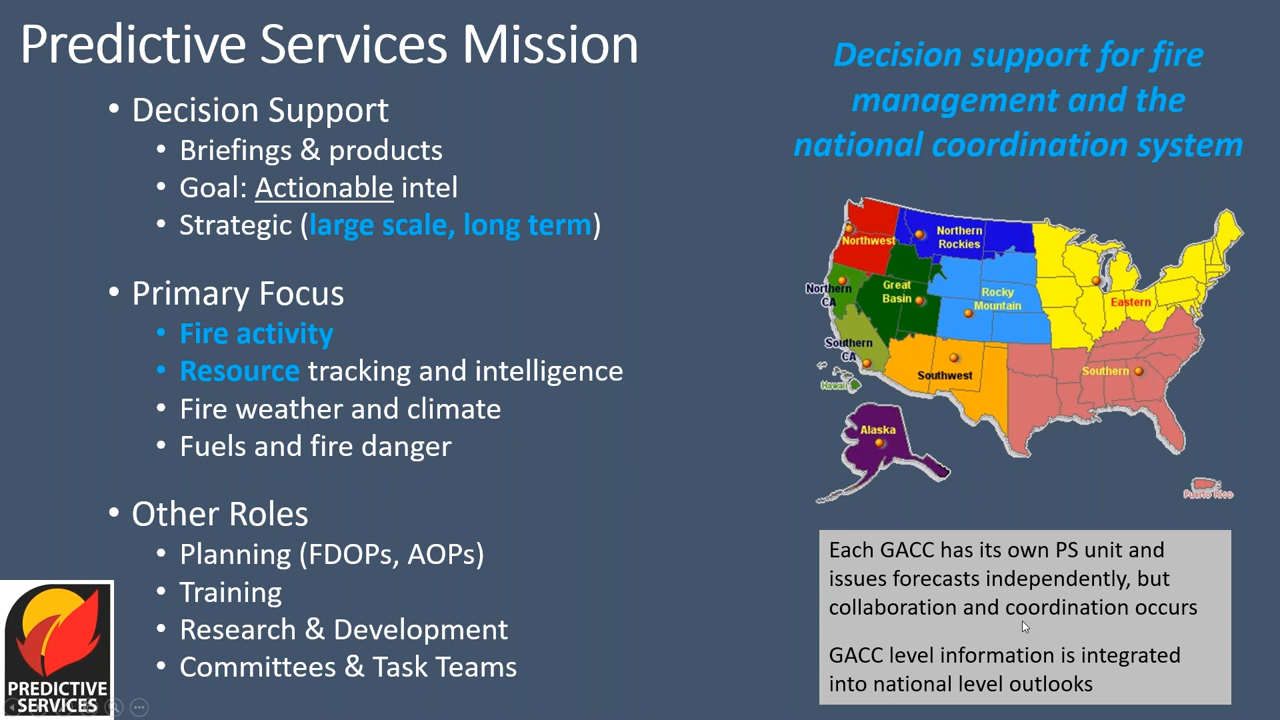 Predictive Services Mission
• Decision Support
• Briefings & products
• Goal: Actionable intel
• Strategic (large scale, long term)
• Primary Focus
• Fire activity
• Resource tracking and intelligence
• Fire weather and climate
• Fuels and fire danger
• Other Roles
• Planning (FDOPs, AOPs)
• Training
• Research & Development
• Committees & Task Teams
PREDICTIVE
SERVICES
Decision support for fire
management and the
national coordination system
Northwest
Northern
Rockies
Northern
CA
Great
Basin
Rocky
Mountain
Eastern
Southern
CA
Southwest
Southern
Hawaii
Alaska
Puerto Rico
Each GACC has its own PS unit and
issues forecasts independently, but
collaboration and coordination occurs
GACC level information is integrated
into national level outlooks